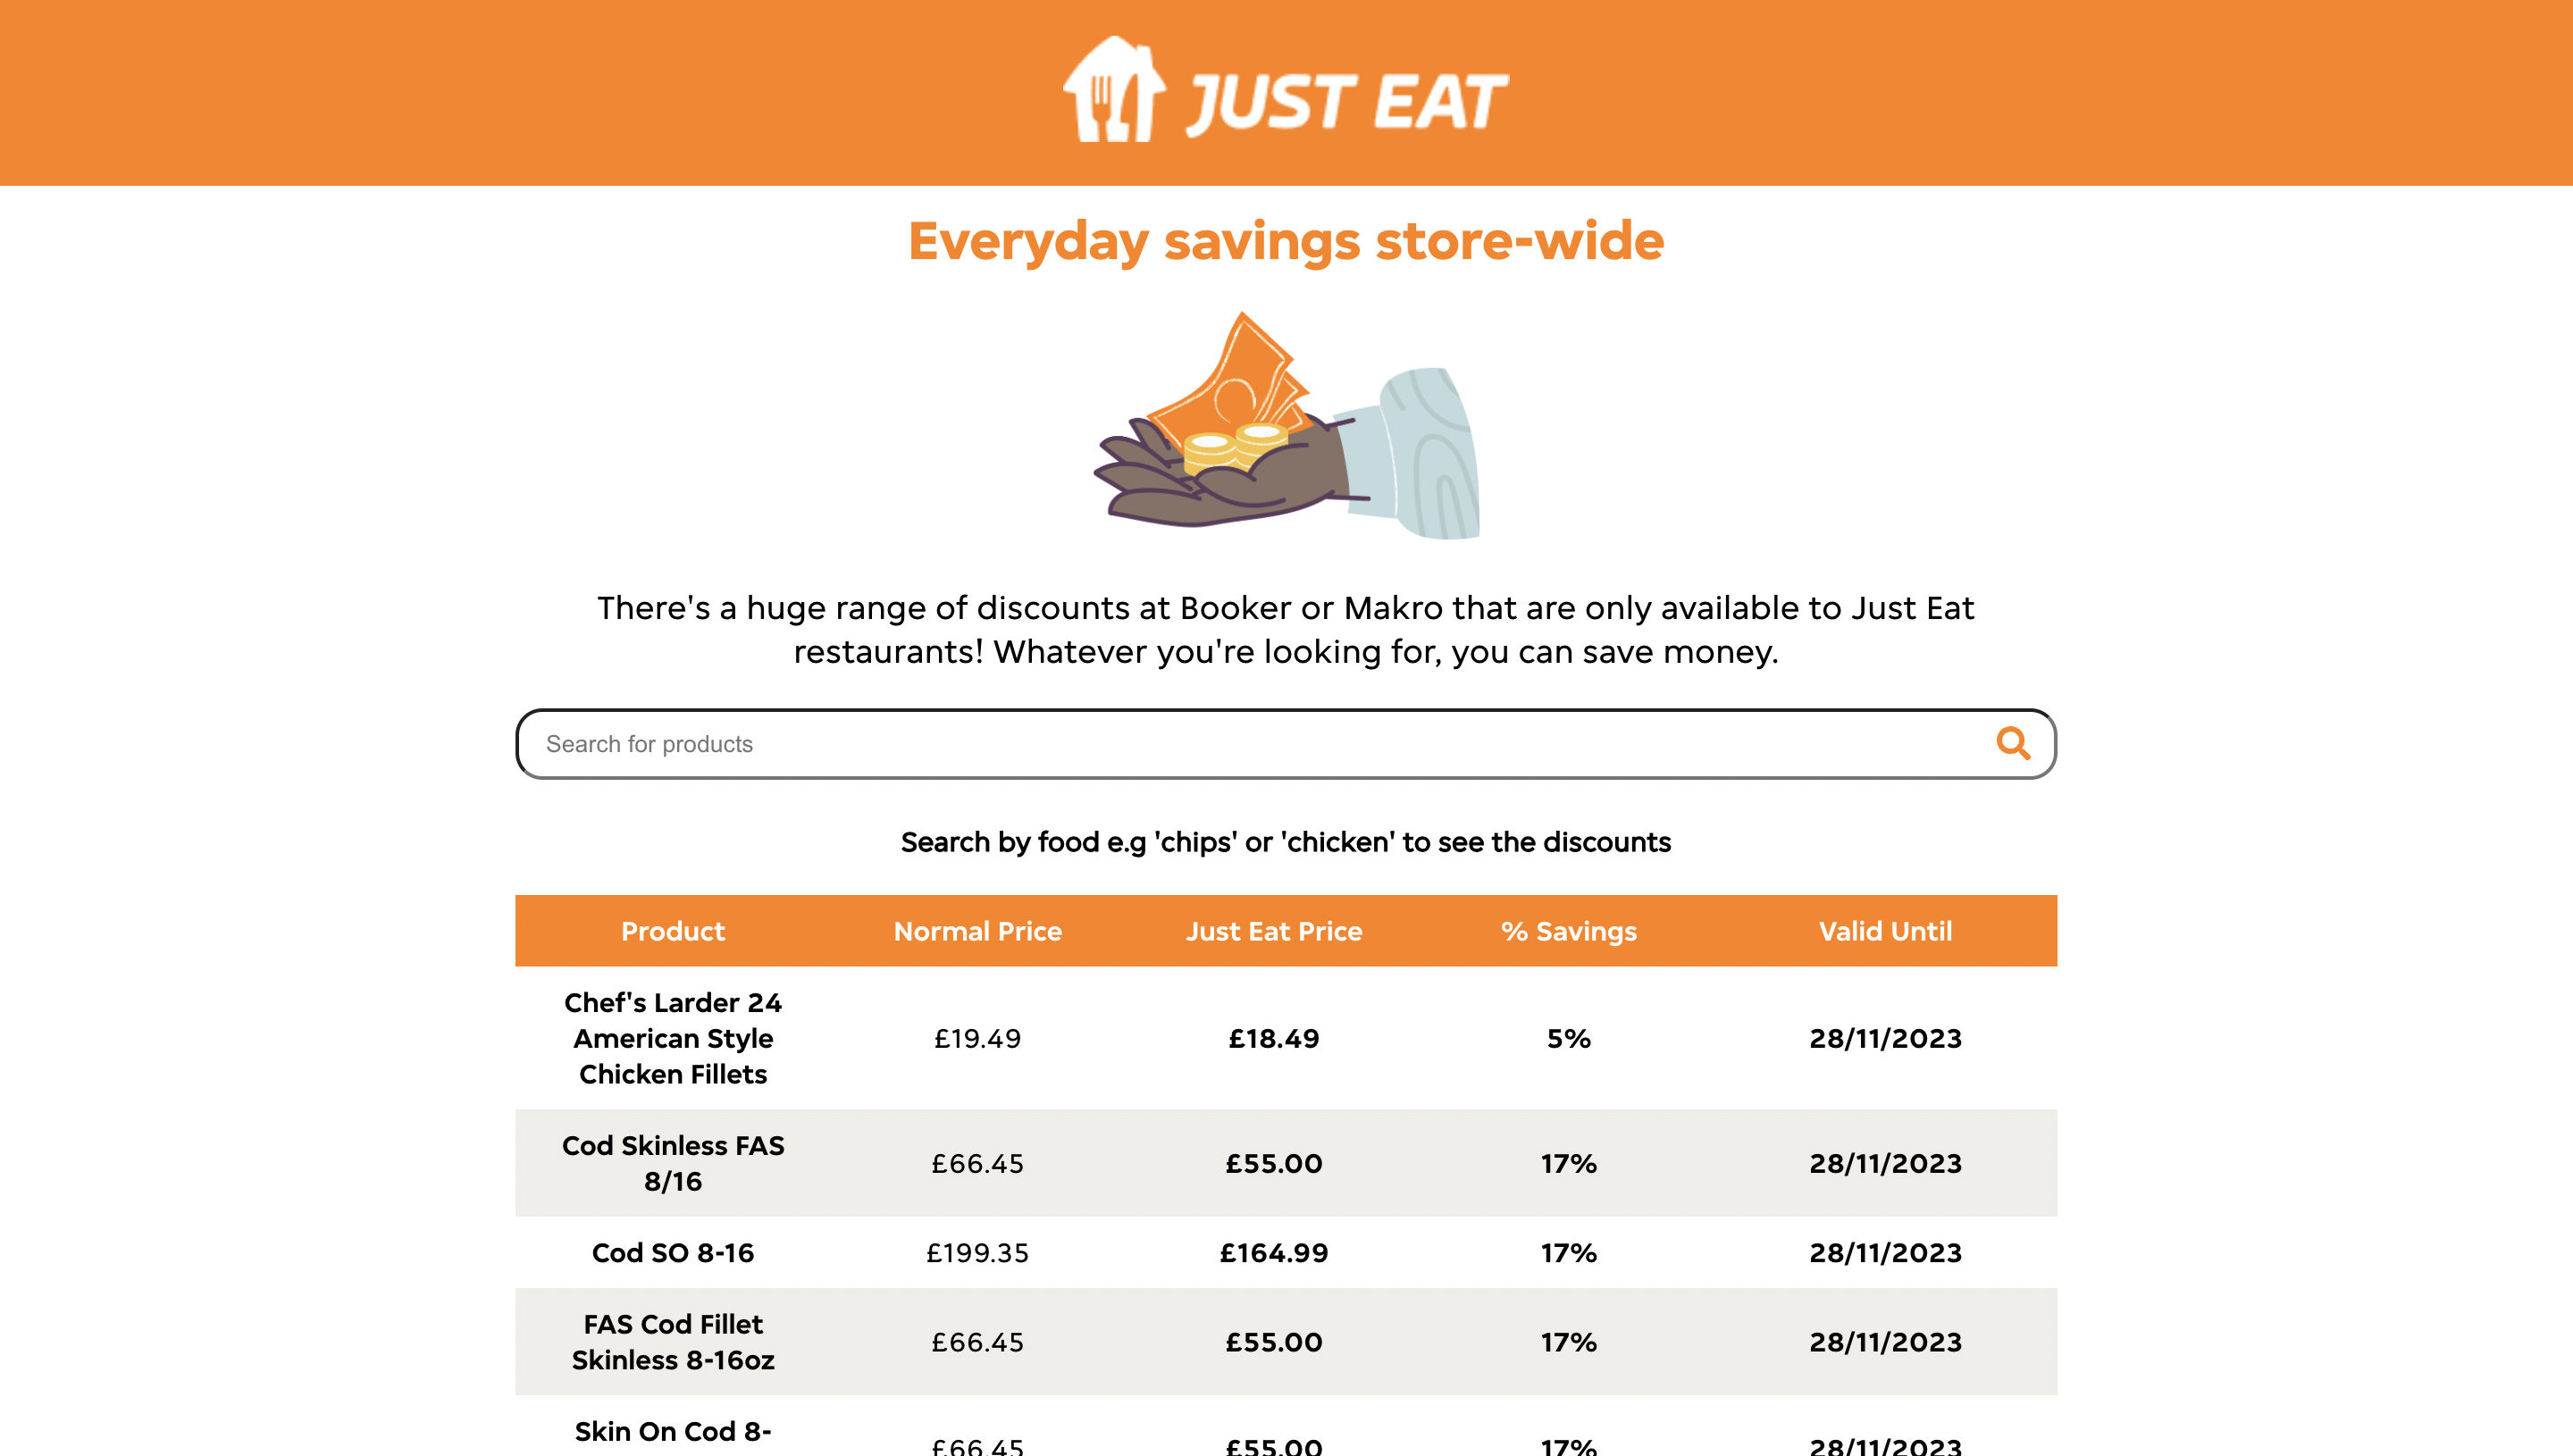 JUST EAT
Everyday savings store-wide
There's a huge range of discounts at Booker or Makro that are only available to Just Eat
restaurants! Whatever you're looking for, you can save money.
Search for products
Search by food e.g 'chips' or 'chicken' to see the discounts
Product Normal Price Just Eat Price % Savings Valid Until
Chef's Larder 24
American Style
Chicken Fillets
£19.49 £18.49 5% 28/11/2023
Cod Skinless FAS
8/16
£66.45 £55.00 17% 28/11/2023
Cod SO 8-16 £199.35 £164.99 17% 28/11/2023
FAS Cod Fillet
Skinless 8-16oz
£66.45 £55.00 17% 28/11/2023
Skin On Cod 8-
£66.45 £55.00 17% 28/11/2023